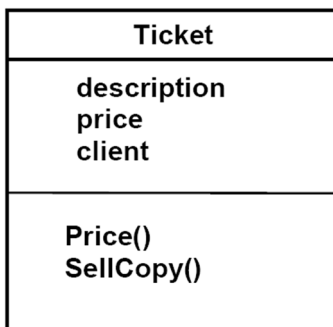 Ticket
description
price
client
Price()
SellCopy()